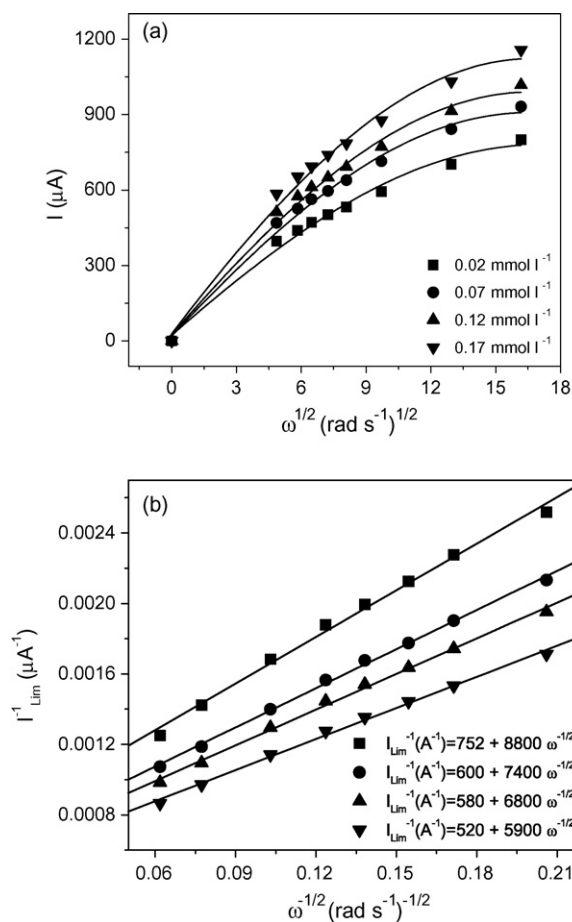 (a)
1200
900
600
300
0
I (μA)
0.02 mmol l⁻¹
0.07 mmol l⁻¹
0.12 mmol l⁻¹
0.17 mmol l⁻¹
0 3 6 9 12 15 18
ω^1/2 (rad s⁻¹)^1/2
(b)
0.0024
0.0020
0.0016
0.0012
0.0008
I⁻¹_Lim (μA⁻¹)
I_Lim⁻¹(A⁻¹)=752 + 8800 ω^-1/2
I_Lim⁻¹(A⁻¹)=600 + 7400 ω^-1/2
I_Lim⁻¹(A⁻¹)=580 + 6800 ω^-1/2
I_Lim⁻¹(A⁻¹)=520 + 5900 ω^-1/2
0.06 0.09 0.12 0.15 0.18 0.21
ω^-1/2 (rad s⁻¹)^-1/2